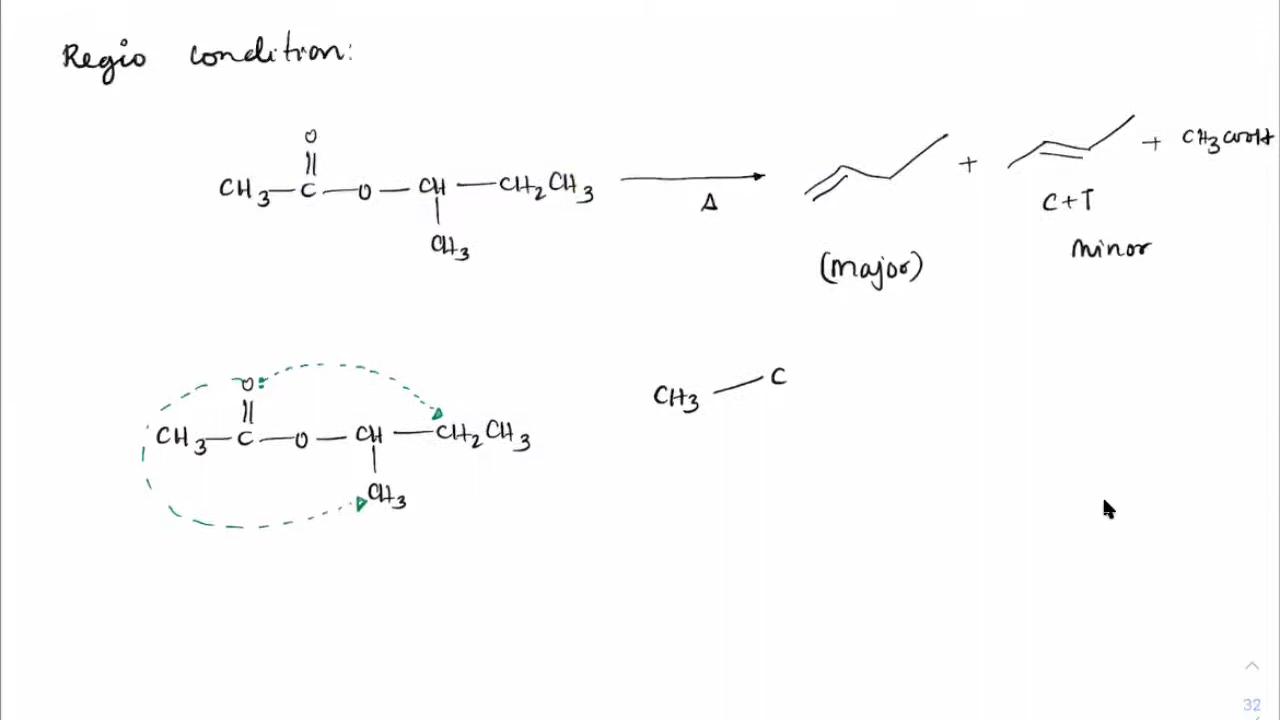 Regio condition:
O
||
CH3—C—O—CH—CH2CH3 → + + CH3COOH
Δ
CH3
C+T
(major)
minor
O:
||
CH3—C—O—CH—CH2CH3
CH3
CH3—C
32